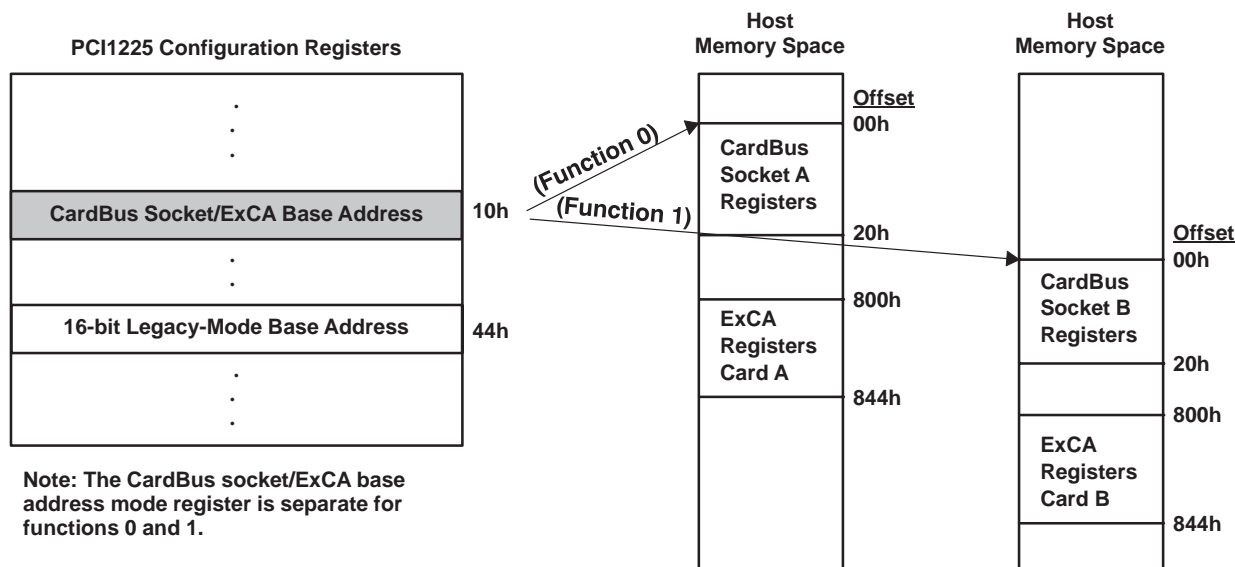 PCI1225 Configuration Registers
CardBus Socket/ExCA Base Address
10h
16-bit Legacy-Mode Base Address
44h
Note: The CardBus socket/ExCA base
address mode register is separate for
functions 0 and 1.
(Function 0)
(Function 1)
Host
Memory Space
Offset
00h
CardBus
Socket A
Registers
20h
800h
ExCA
Registers
Card A
844h
Host
Memory Space
Offset
00h
CardBus
Socket B
Registers
20h
800h
ExCA
Registers
Card B
844h